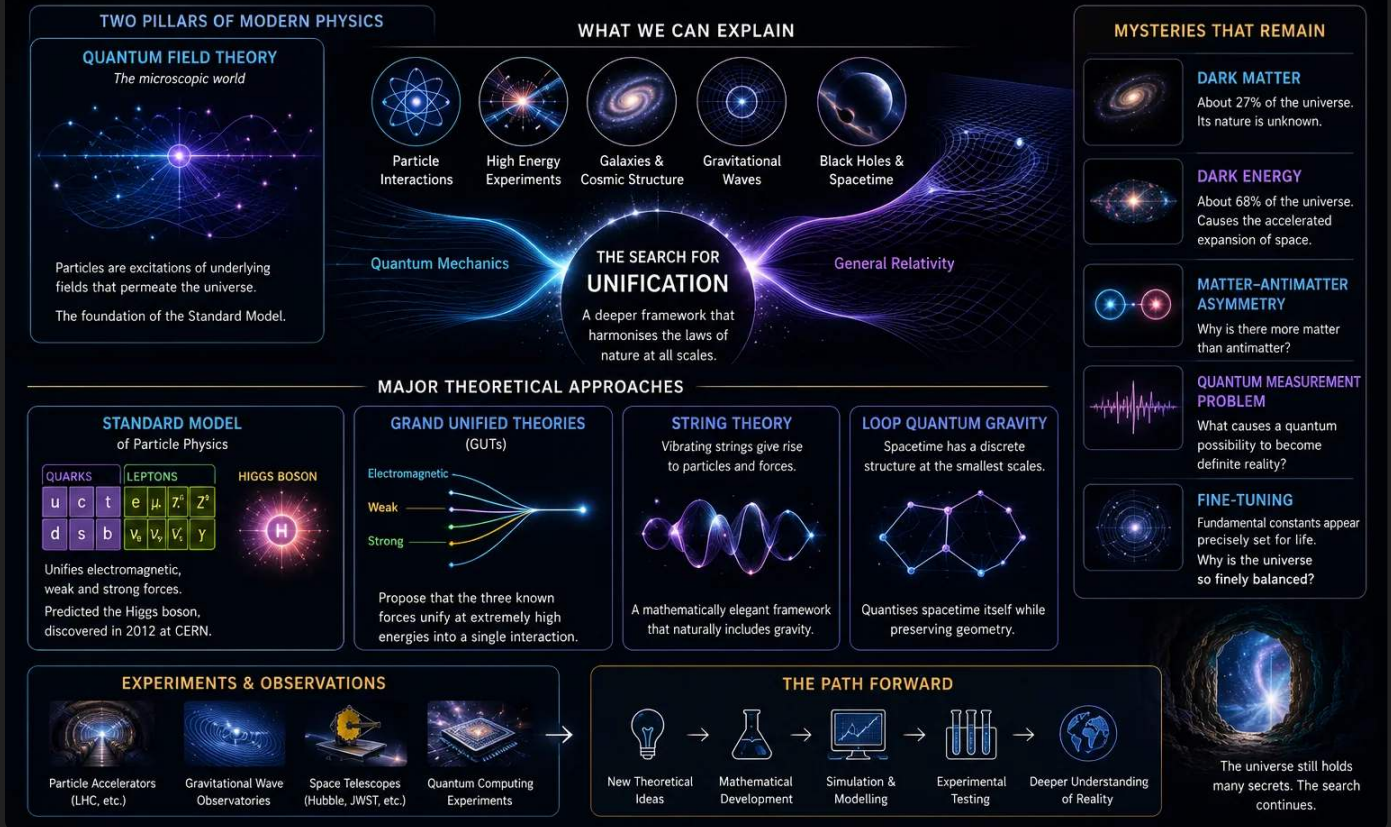 TWO PILLARS OF MODERN PHYSICS
QUANTUM FIELD THEORY
The microscopic world
Particles are excitations of underlying
fields that permeate the universe.
The foundation of the Standard Model.
WHAT WE CAN EXPLAIN
Particle
Interactions
High Energy
Experiments
Galaxies &
Cosmic Structure
Gravitational
Waves
Black Holes &
Spacetime
Quantum Mechanics
THE SEARCH FOR
UNIFICATION
A deeper framework that
harmonises the laws of
nature at all scales.
General Relativity
MYSTERIES THAT REMAIN
DARK MATTER
About 27% of the universe.
Its nature is unknown.
DARK ENERGY
About 68% of the universe.
Causes the accelerated
expansion of space.
MATTER–ANTIMATTER
ASYMMETRY
Why is there more matter
than antimatter?
QUANTUM MEASUREMENT
PROBLEM
What causes a quantum
possibility to become
definite reality?
FINE-TUNING
Fundamental constants appear
precisely set for life.
Why is the universe
so finely balanced?
MAJOR THEORETICAL APPROACHES
STANDARD MODEL
of Particle Physics
QUARKS
LEPTONS
HIGGS BOSON
u c t e μ
d s b γ
H
Unifies electromagnetic,
weak and strong forces.
Predicted the Higgs boson,
discovered in 2012 at CERN.
GRAND UNIFIED THEORIES
(GUTs)
Electromagnetic
Weak
Strong
Propose that the three known
forces unify at extremely high
energies into a single interaction.
STRING THEORY
Vibrating strings give rise
to particles and forces.
A mathematically elegant framework
that naturally includes gravity.
LOOP QUANTUM GRAVITY
Spacetime has a discrete
structure at the smallest scales.
Quantises spacetime itself while
preserving geometry.
EXPERIMENTS & OBSERVATIONS
Particle Accelerators
(LHC, etc.)
Gravitational Wave
Observatories
Space Telescopes
(Hubble, JWST, etc.)
Quantum Computing
Experiments
THE PATH FORWARD
New Theoretical
Ideas
Mathematical
Development
Simulation &
Modelling
Experimental
Testing
Deeper Understanding
of Reality
The universe still holds
many secrets. The search
continues.